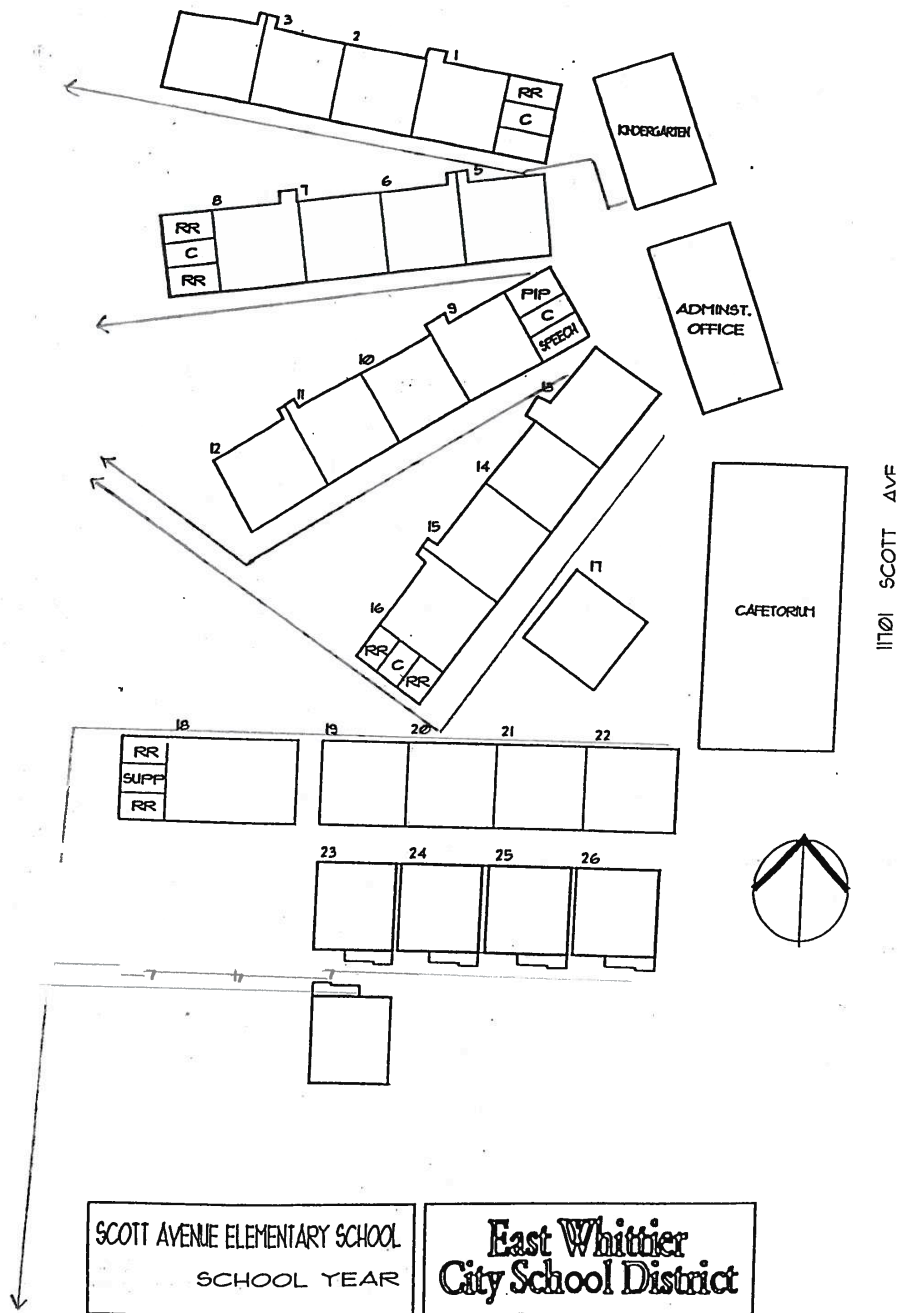 3
2
1
RR
C
KINDERGARTEN
8
7
6
5
RR
C
RR
PIP
C
SPEECH
9
10
11
12
ADMINST.
OFFICE
13
14
15
16
RR
C
RR
17
CAFETORIUM
11701 SCOTT AVE
18
19
20
21
22
RR
SUPP
RR
23
24
25
26
SCOTT AVENUE ELEMENTARY SCHOOL
SCHOOL YEAR
East Whittier
City School District